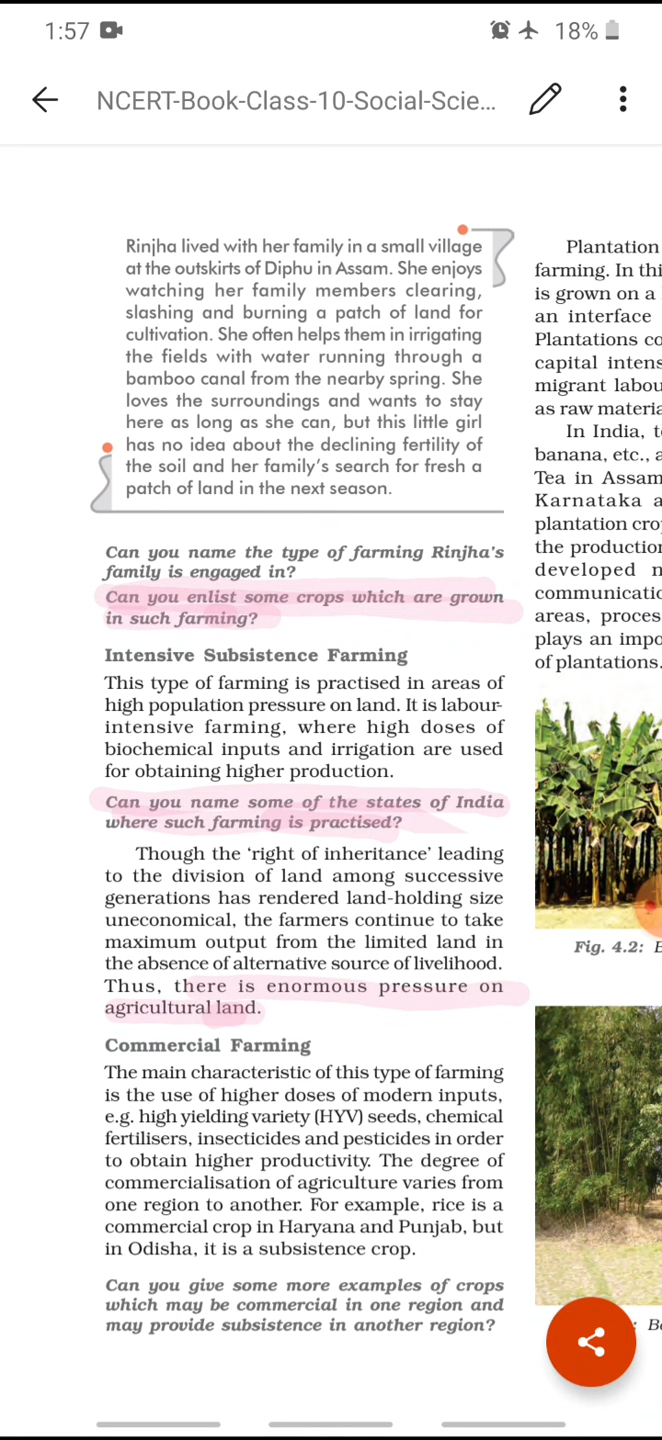 1:57
18%
NCERT-Book-Class-10-Social-Scie...
Rinjha lived with her family in a small village
at the outskirts of Diphu in Assam. She enjoys
watching her family members clearing,
slashing and burning a patch of land for
cultivation. She often helps them in irrigating
the fields with water running through a
bamboo canal from the nearby spring. She
loves the surroundings and wants to stay
here as long as she can, but this little girl
has no idea about the declining fertility of
the soil and her family's search for fresh a
patch of land in the next season.
Can you name the type of farming Rinjha's
family is engaged in?
Can you enlist some crops which are grown
in such farming?
Intensive Subsistence Farming
This type of farming is practised in areas of
high population pressure on land. It is labour-
intensive farming, where high doses of
biochemical inputs and irrigation are used
for obtaining higher production.
Can you name some of the states of India
where such farming is practised?
Though the 'right of inheritance' leading
to the division of land among successive
generations has rendered land-holding size
uneconomical, the farmers continue to take
maximum output from the limited land in
the absence of alternative source of livelihood.
Thus, there is enormous pressure on
agricultural land.
Commercial Farming
The main characteristic of this type of farming
is the use of higher doses of modern inputs,
e.g. high yielding variety (HYV) seeds, chemical
fertilisers, insecticides and pesticides in order
to obtain higher productivity. The degree of
commercialisation of agriculture varies from
one region to another. For example, rice is a
commercial crop in Haryana and Punjab, but
in Odisha, it is a subsistence crop.
Can you give some more examples of crops
which may be commercial in one region and
may provide subsistence in another region?
Plantation
farming. In thi
is grown on a
an interface
Plantations co
capital intens
migrant labou
as raw materia
In India, t
banana, etc., a
Tea in Assam
Karnataka a
plantation cro
the production
developed n
communicatio
areas, proces
plays an impo
of plantations.
Fig. 4.2: B
: Ba